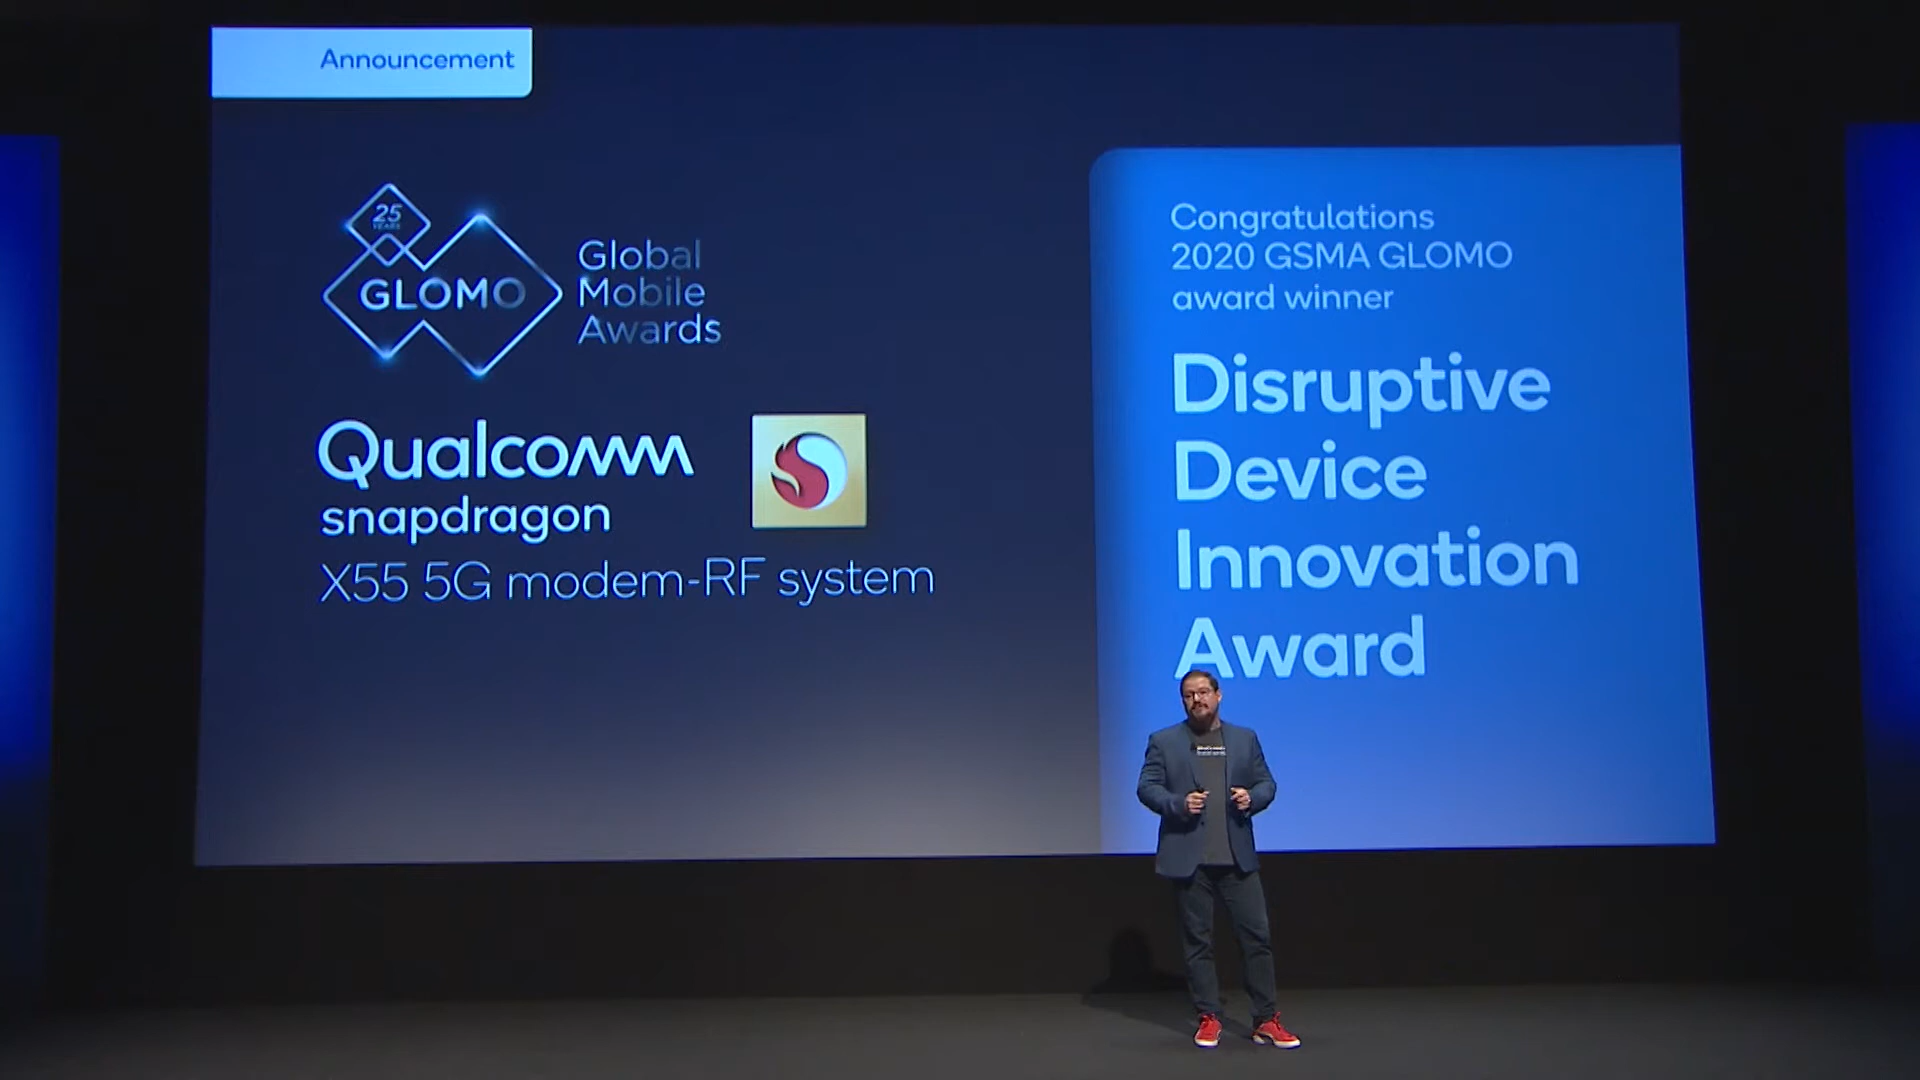 Announcement
25
YEARS
GLOMO
Global
Mobile
Awards
Qualcomm
snapdragon
X55 5G modem-RF system
Congratulations
2020 GSMA GLOMO
award winner
Disruptive
Device
Innovation
Award